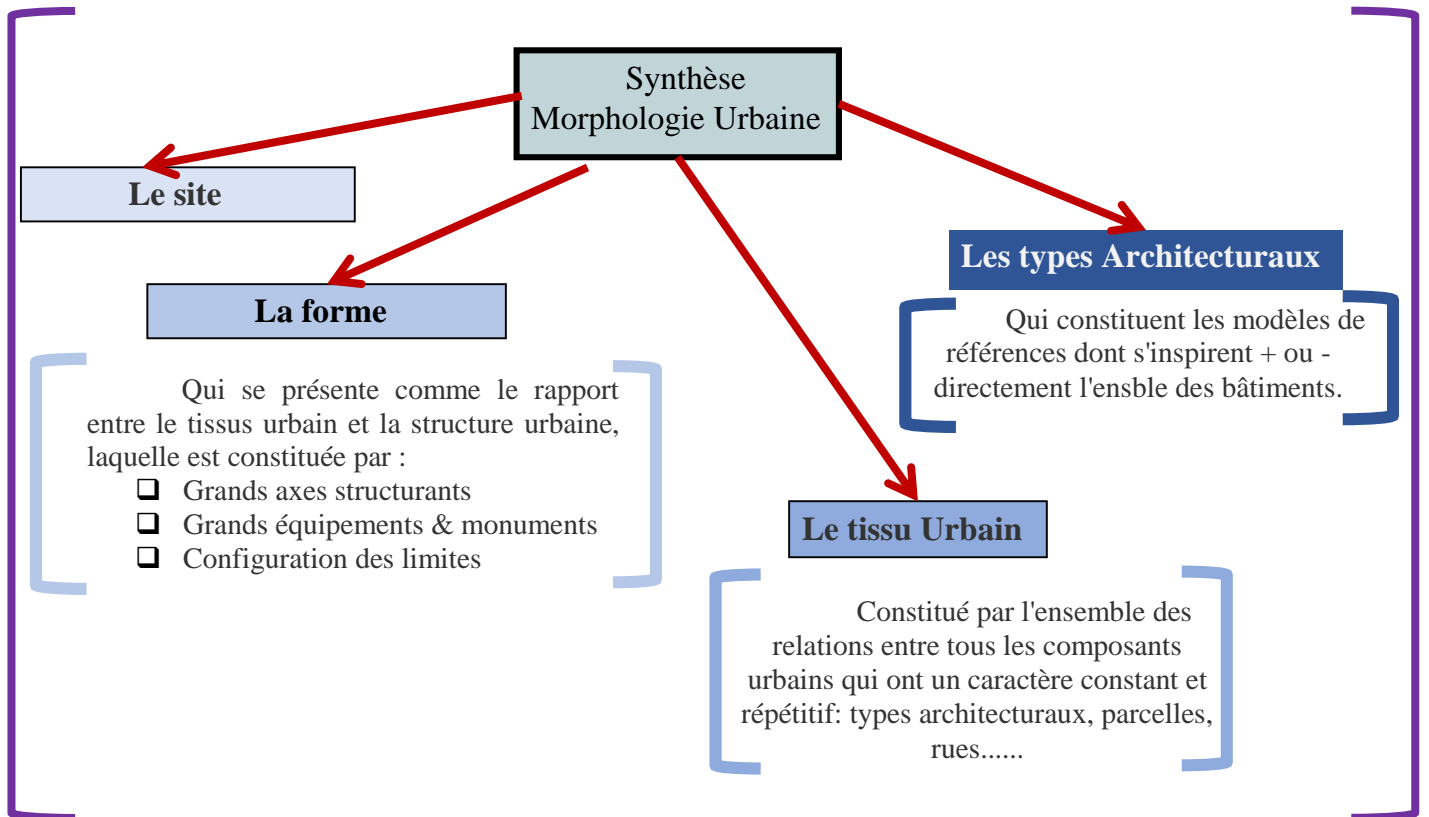 Synthèse
Morphologie Urbaine
Le site
La forme
Qui se présente comme le rapport
entre le tissus urbain et la structure urbaine,
laquelle est constituée par :
❑ Grands axes structurants
❑ Grands équipements & monuments
❑ Configuration des limites
Les types Architecturaux
Qui constituent les modèles de
références dont s'inspirent + ou -
directement l'ensble des bâtiments.
Le tissu Urbain
Constitué par l'ensemble des
relations entre tous les composants
urbains qui ont un caractère constant et
répétitif: types architecturaux, parcelles,
rues......